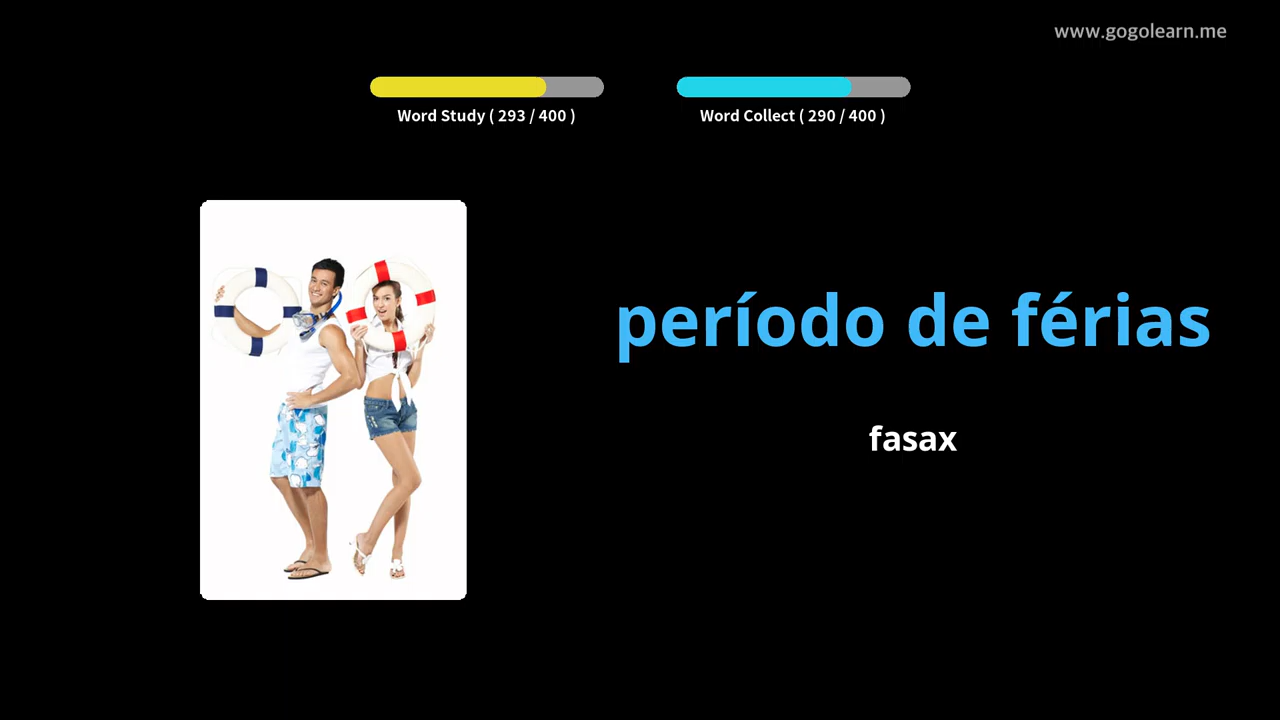 www.gogolearn.me
Word Study ( 293 / 400 )
Word Collect ( 290 / 400 )
período de férias
fasax